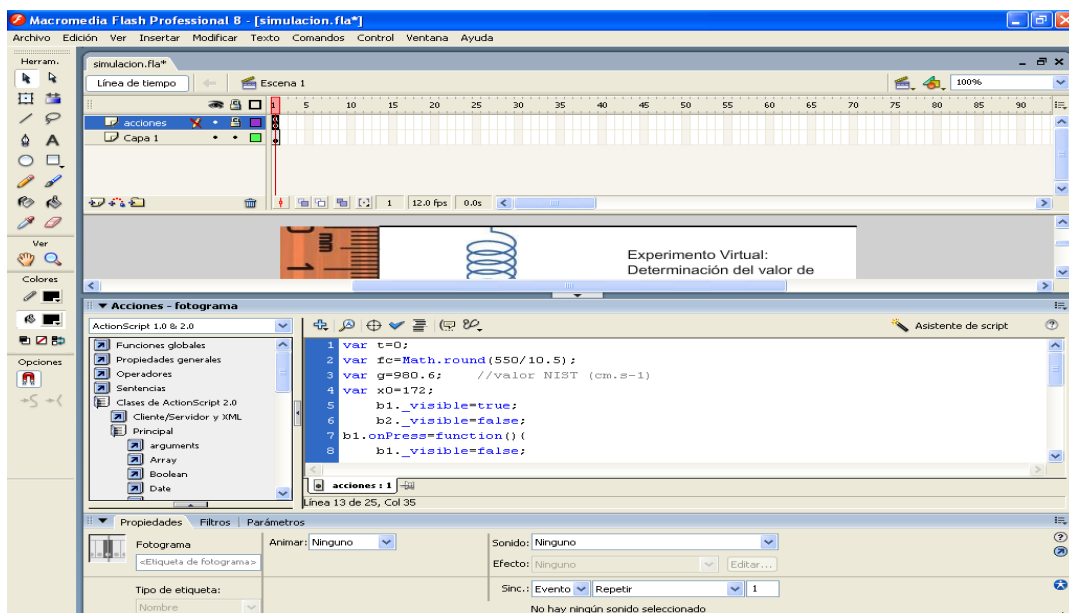 Macromedia Flash Professional 8 - [simulacion.fla*]
Archivo Edición Ver Insertar Modificar Texto Comandos Control Ventana Ayuda
Herram.
simulacion.fla*
Línea de tiempo
Escena 1
100%
1 5 10 15 20 25 30 35 40 45 50 55 60 65 70 75 80 85 90
acciones
Capa 1
1 12.0 fps 0.0s
Ver
Colores
Opciones
mm
Experimento Virtual:
Determinación del valor de
Acciones - fotograma
ActionScript 1.0 & 2.0
Asistente de script
Funciones globales
Propiedades generales
Operadores
Sentencias
Clases de ActionScript 2.0
Cliente/Servidor y XML
Principal
arguments
Array
Boolean
Date
1 var t=0;
2 var fc=Math.round(550/10.5);
3 var g=980.6; //valor NIST (cm.s-1)
4 var x0=172;
5 b1._visible=true;
6 b2._visible=false;
7 b1.onPress=function(){
8 b1._visible=false;
acciones : 1
Línea 13 de 25, Col 35
Propiedades Filtros Parámetros
Fotograma
<Etiqueta de fotograma>
Tipo de etiqueta:
Nombre
Animar: Ninguno
Sonido: Ninguno
Efecto: Ninguno Editar...
Sinc.: Evento Repetir 1
No hay ningún sonido seleccionado